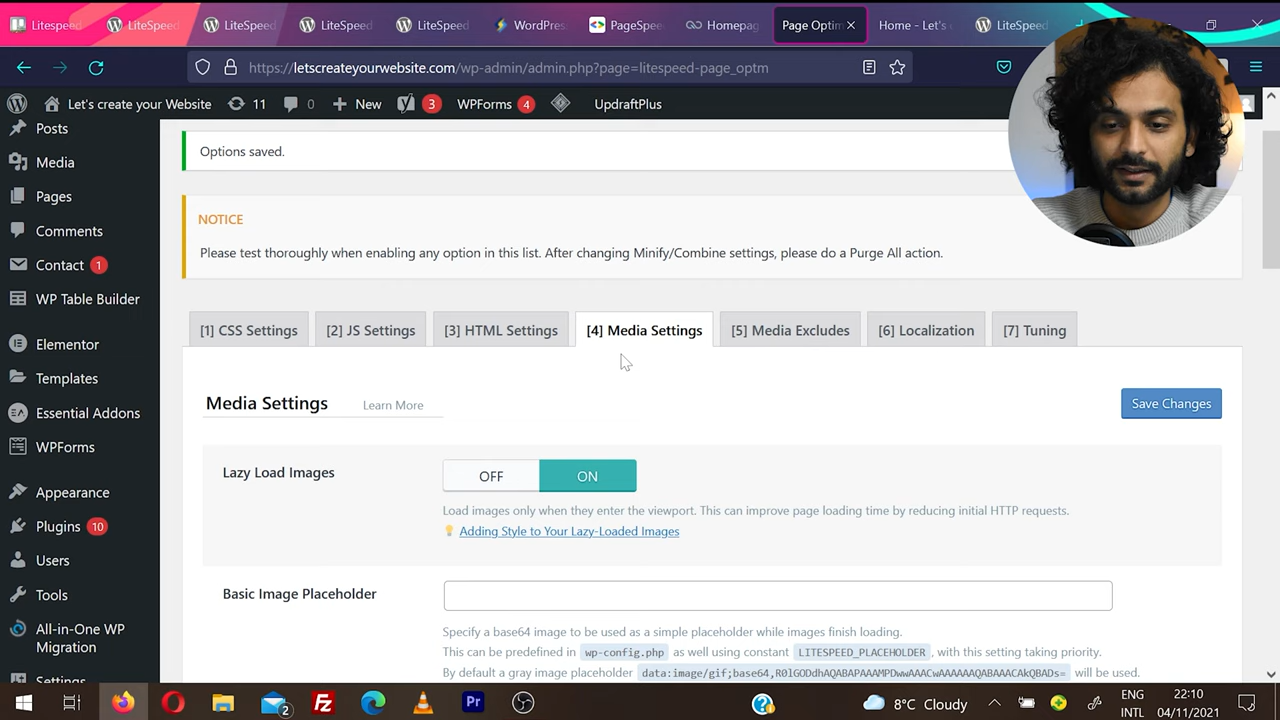 Litespeed
LiteSpeed
LiteSpeed
LiteSpeed
LiteSpeed
WordPress
PageSpee
Homepag
Page Optim
Home - Let's
LiteSpeed
https://letscreateyourwebsite.com/wp-admin/admin.php?page=litespeed-page_optm
Let's create your Website
11
0
New
3
WPForms 4
UpdraftPlus
Posts
Media
Pages
Comments
Contact 1
WP Table Builder
Elementor
Templates
Essential Addons
WPForms
Appearance
Plugins 10
Users
Tools
All-in-One WP
Migration
Settings
Options saved.
NOTICE
Please test thoroughly when enabling any option in this list. After changing Minify/Combine settings, please do a Purge All action.
[1] CSS Settings
[2] JS Settings
[3] HTML Settings
[4] Media Settings
[5] Media Excludes
[6] Localization
[7] Tuning
Media Settings
Learn More
Save Changes
Lazy Load Images
OFF
ON
Load images only when they enter the viewport. This can improve page loading time by reducing initial HTTP requests.
Adding Style to Your Lazy-Loaded Images
Basic Image Placeholder
Specify a base64 image to be used as a simple placeholder while images finish loading.
This can be predefined in wp-config.php as well using constant LITESPEED_PLACEHOLDER, with this setting taking priority.
By default a gray image placeholder data:image/gif;base64,R0lGODdhAQABAPAAAMPDwwAAACwAAAAAAQABAAACAkQBADs= will be used.
2
Pr
8°C Cloudy
ENG
INTL
22:10
04/11/2021